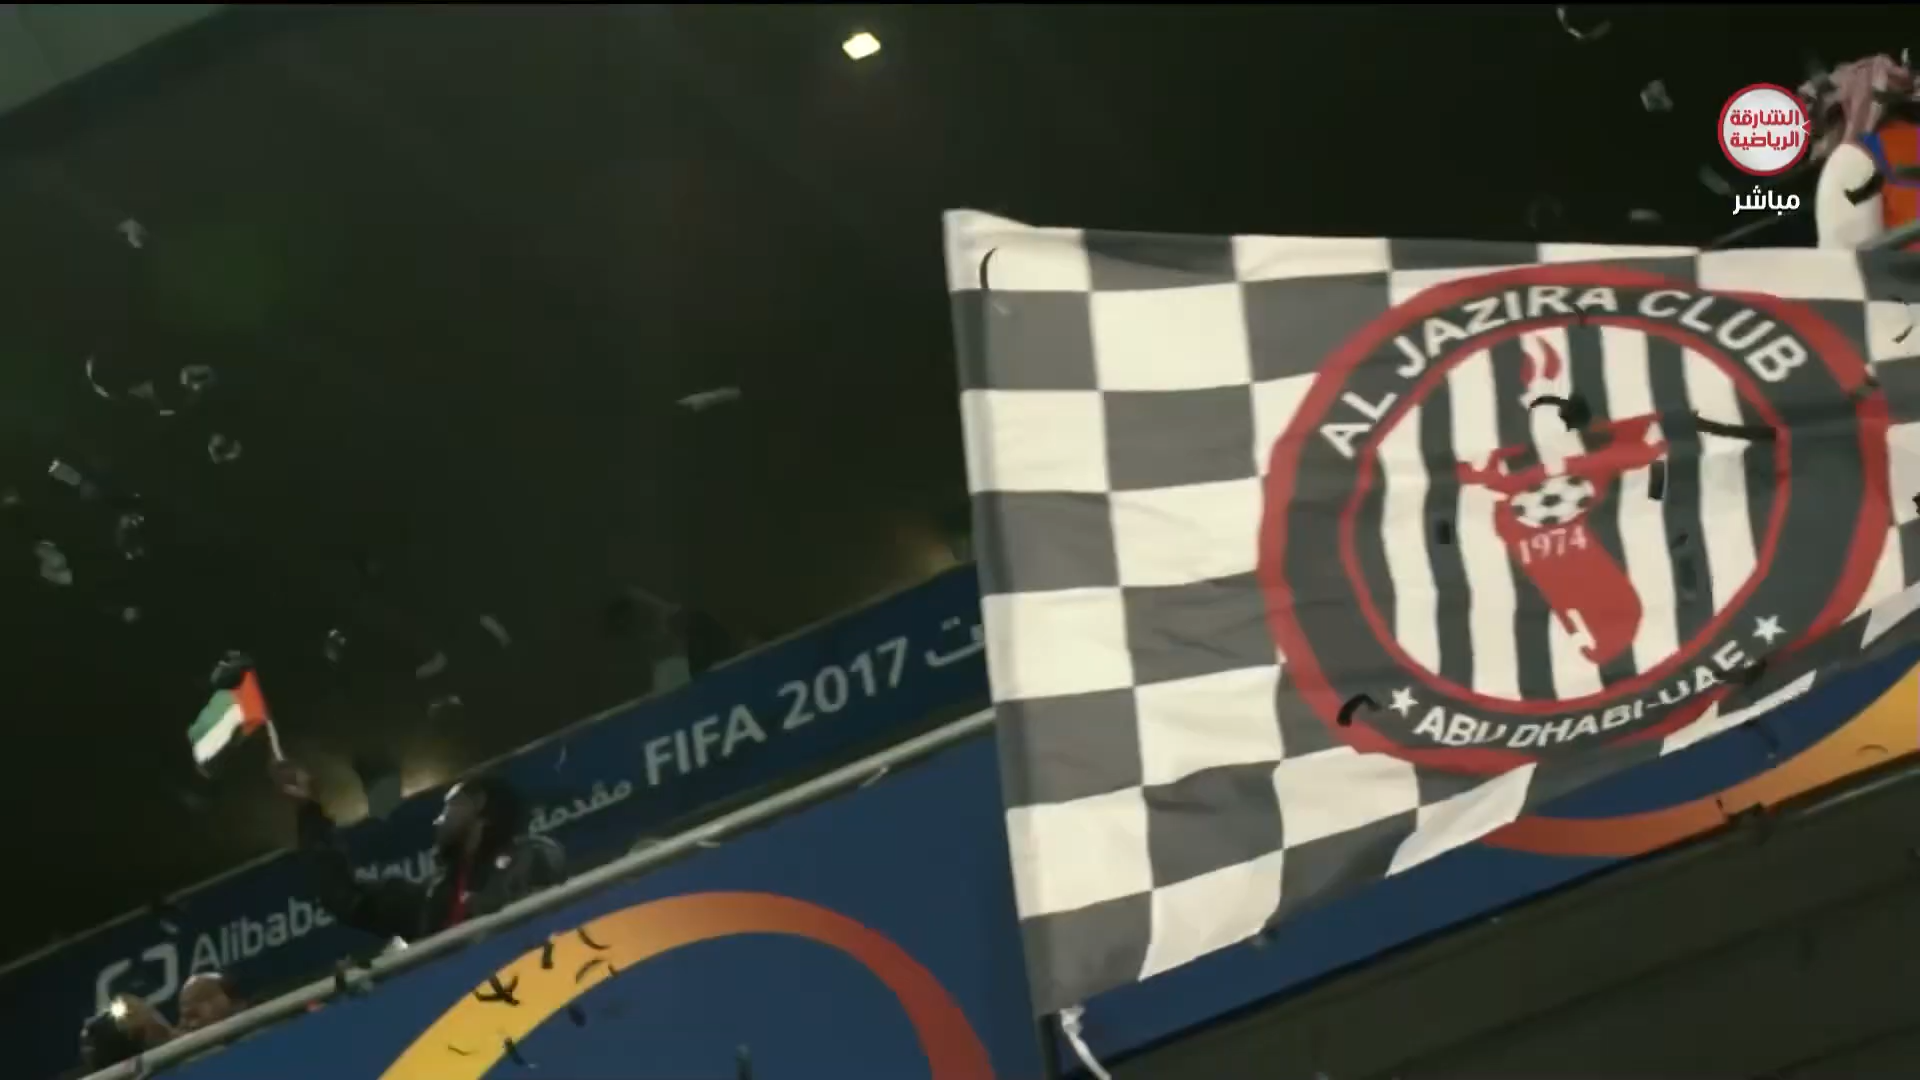 الشارقة
الرياضية
مباشر
AL JAZIRA CLUB
1974
ABU DHABI-UAE
FIFA 2017
مقدمة
Alibaba